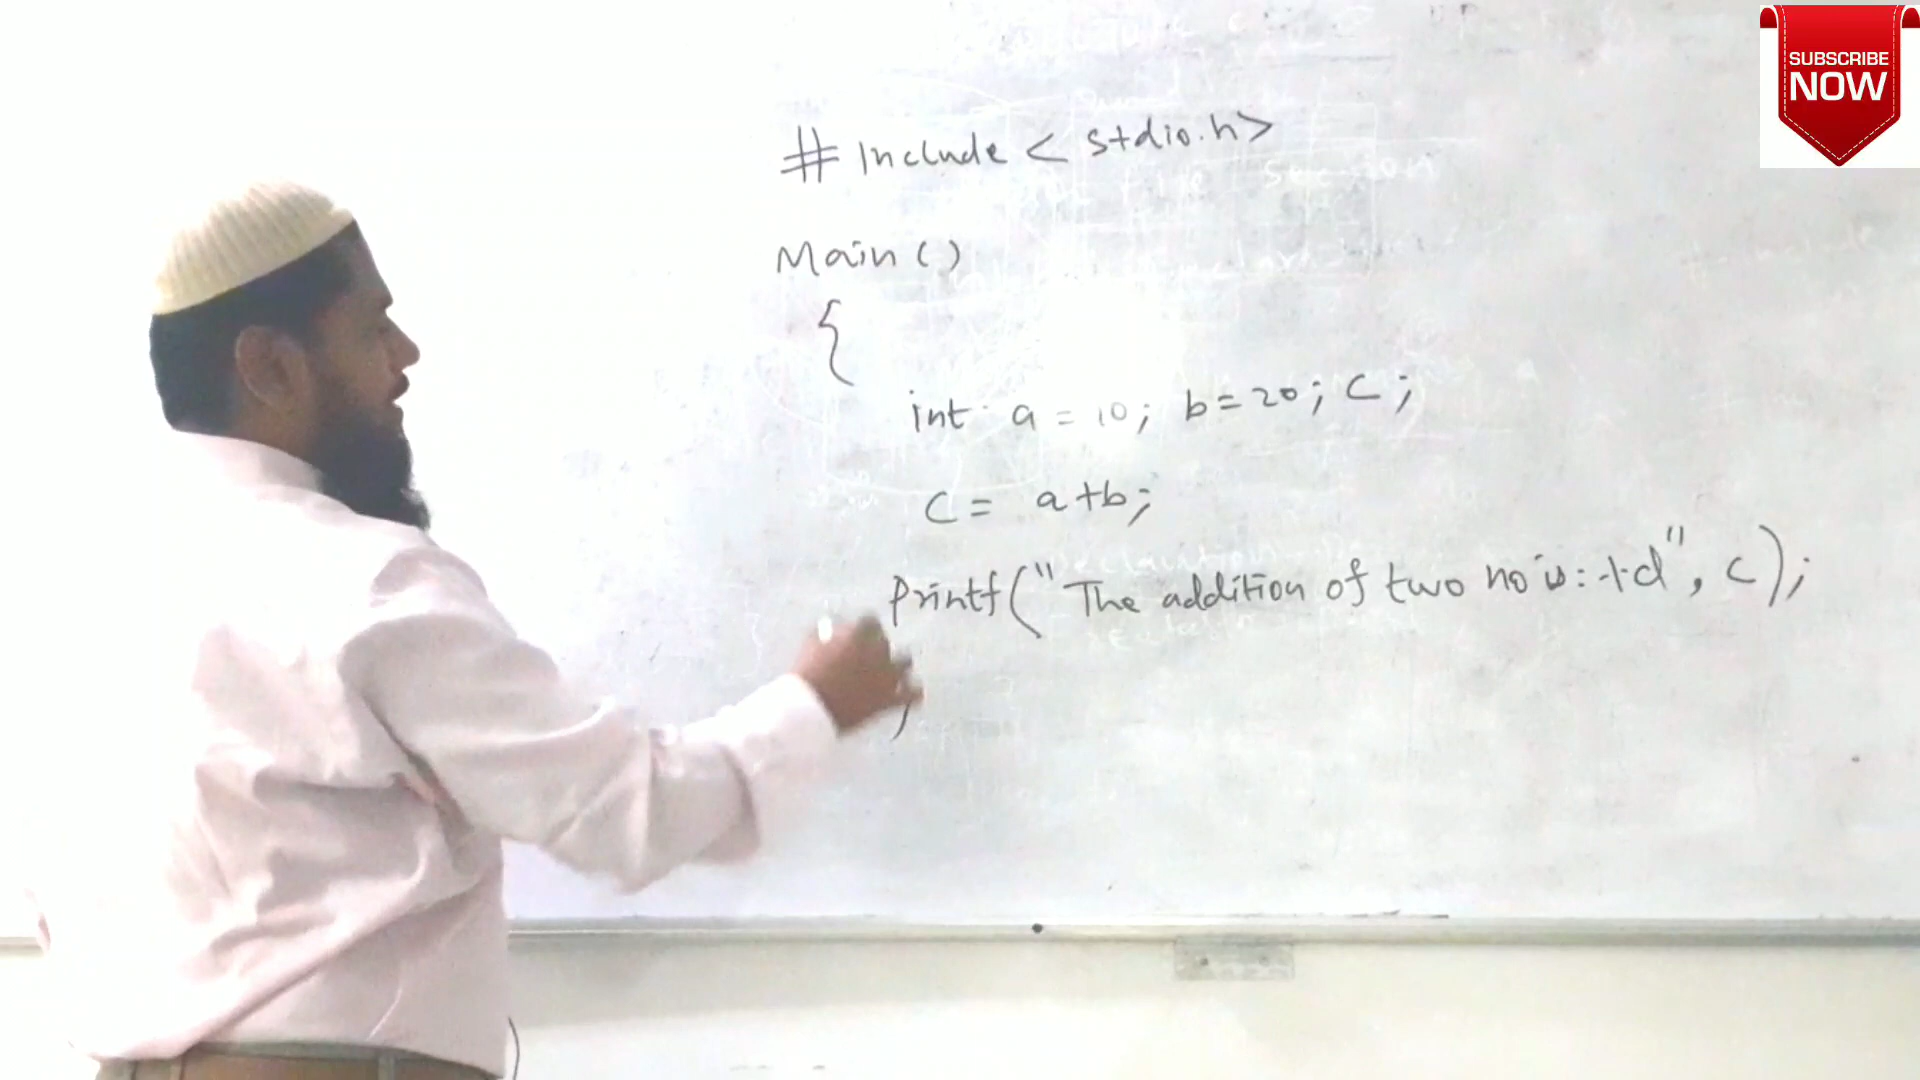 SUBSCRIBE
NOW
# Include < stdio.h>
Main ( )
{
int a = 10; b = 20; C;
C = a+b;
Printf("The addition of two no is: %d", C);
}